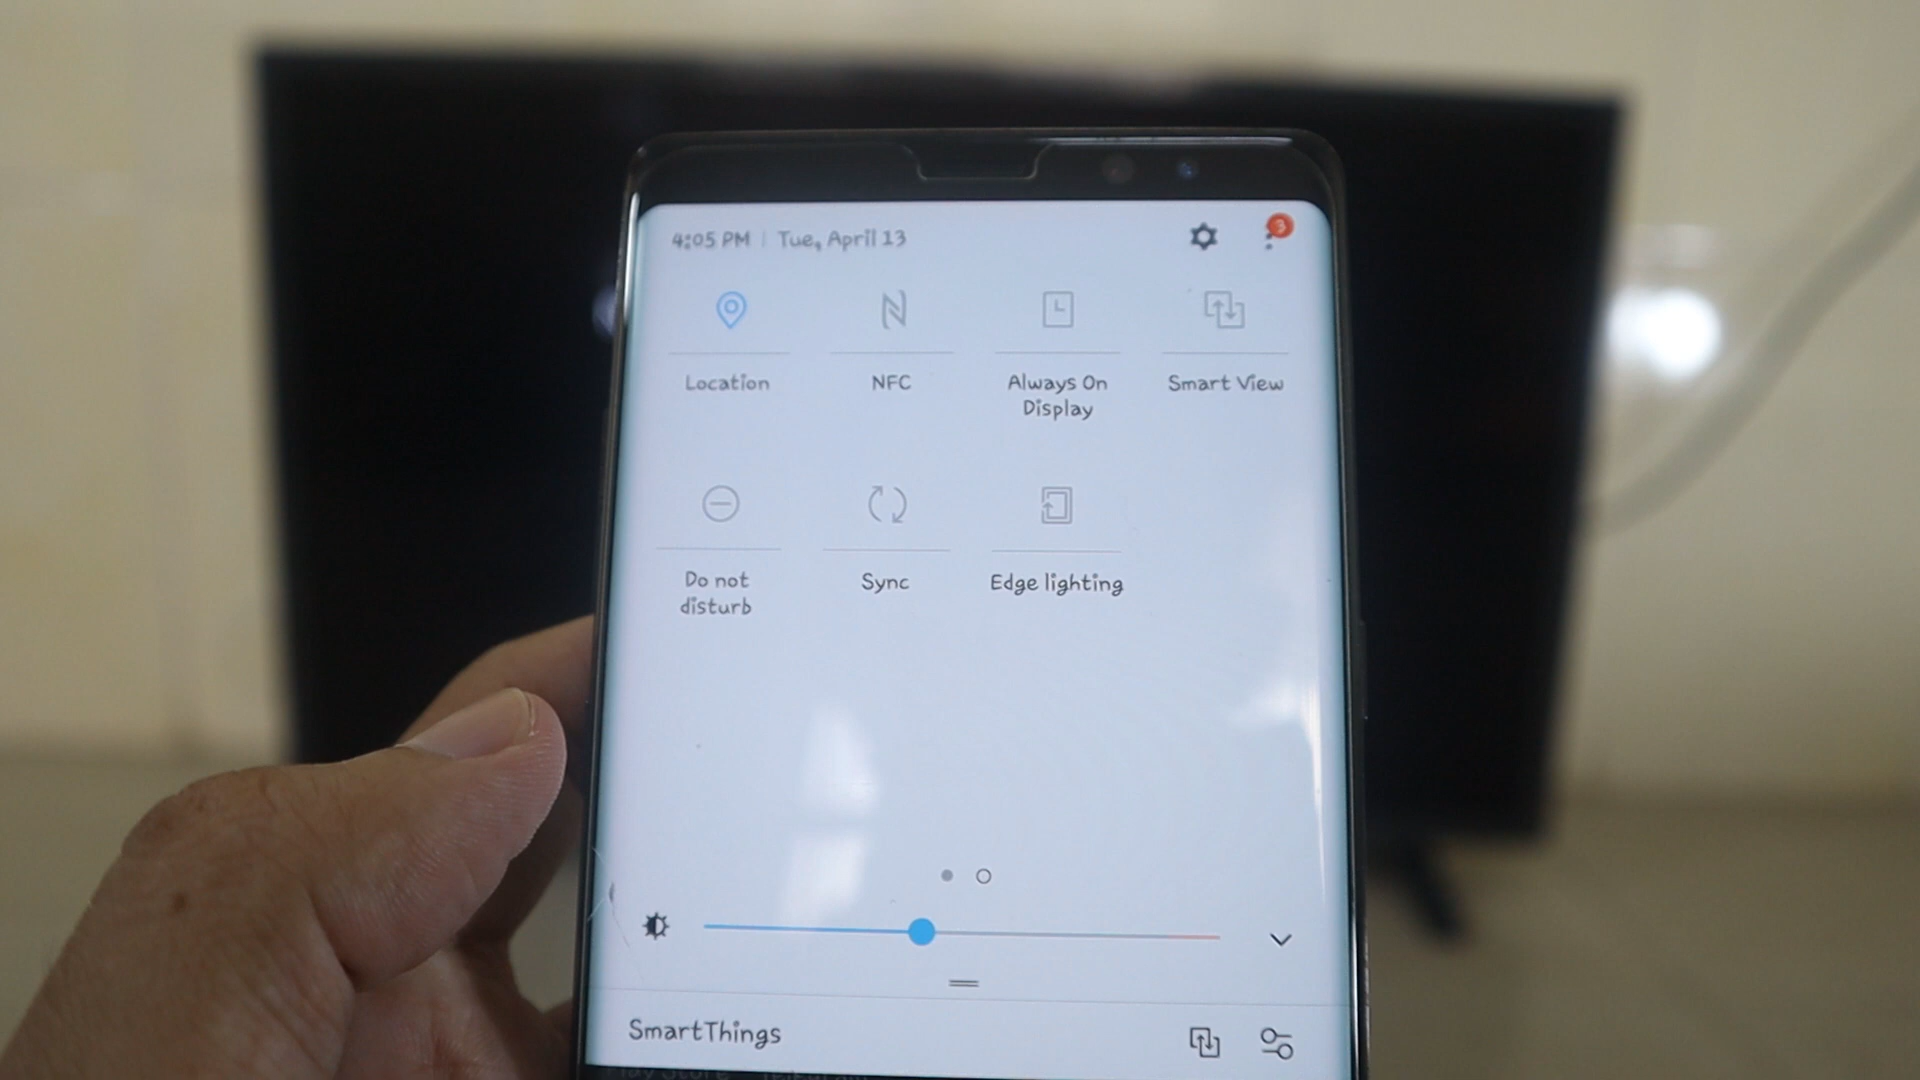 4:05 PM | Tue, April 13
3
Location
NFC
Always On
Display
Smart View
Do not
disturb
Sync
Edge lighting
SmartThings